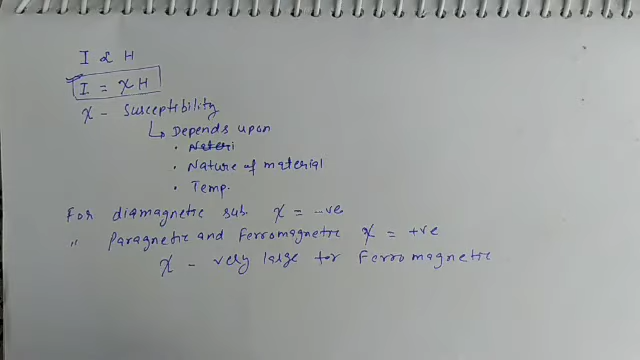 I ∝ H
I = χH
χ - Susceptibility
↳ Depends upon
• Nateri
• Nature of material
• Temp.
For diamagnetic sub. χ = -ve.
" Paragnetic and Ferromagnetic χ = +ve
χ - very large for Ferromagnetic